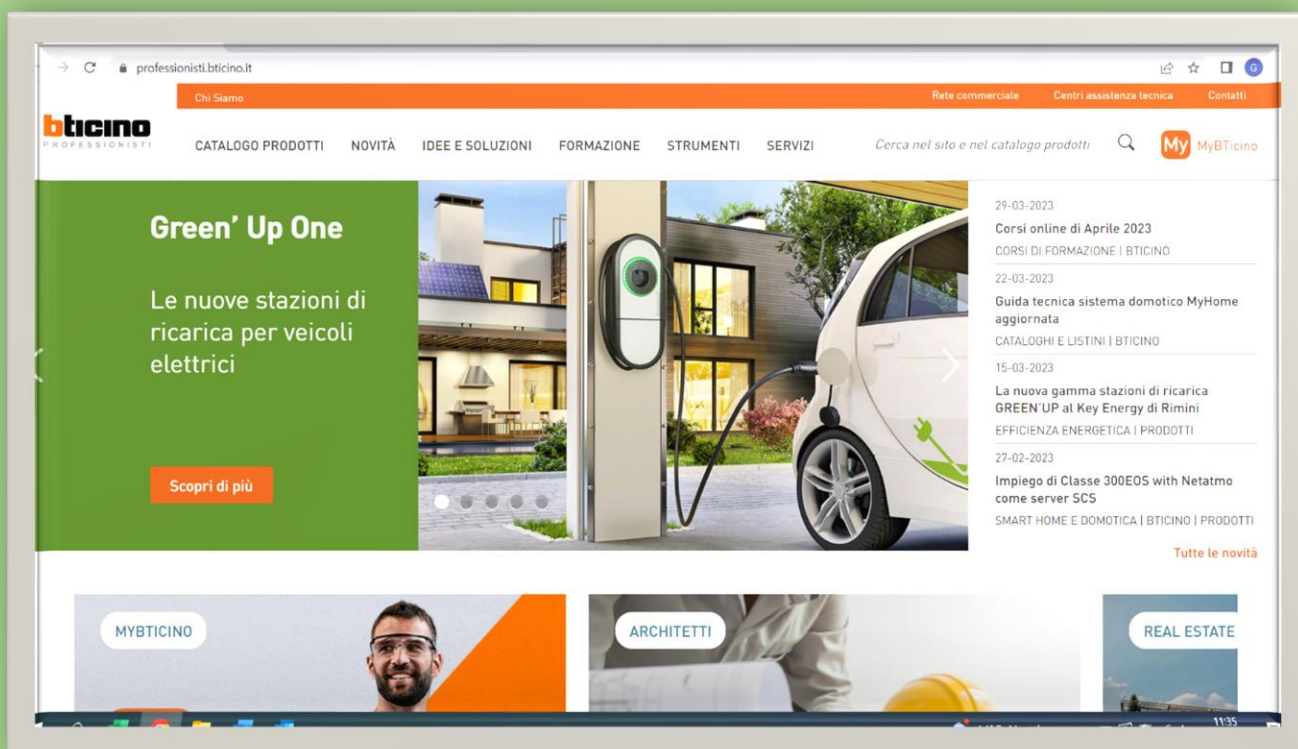 professionisti.bticino.it
G
Chi Siamo
Rete commerciale
Centri assistenza tecnica
Contatti
bticino
PROFESSIONISTI
CATALOGO PRODOTTI
NOVITÀ
IDEE E SOLUZIONI
FORMAZIONE
STRUMENTI
SERVIZI
Cerca nel sito e nel catalogo prodotti
My
MyBTicino
Green' Up One
Le nuove stazioni di
ricarica per veicoli
elettrici
Scopri di più
29-03-2023
Corsi online di Aprile 2023
CORSI DI FORMAZIONE | BTICINO
22-03-2023
Guida tecnica sistema domotico MyHome
aggiornata
CATALOGHI E LISTINI | BTICINO
15-03-2023
La nuova gamma stazioni di ricarica
GREEN'UP al Key Energy di Rimini
EFFICIENZA ENERGETICA | PRODOTTI
27-02-2023
Impiego di Classe 300EOS with Netatmo
come server SCS
SMART HOME E DOMOTICA | BTICINO | PRODOTTI
Tutte le novità
MYBTICINO
ARCHITETTI
REAL ESTATE
11:35